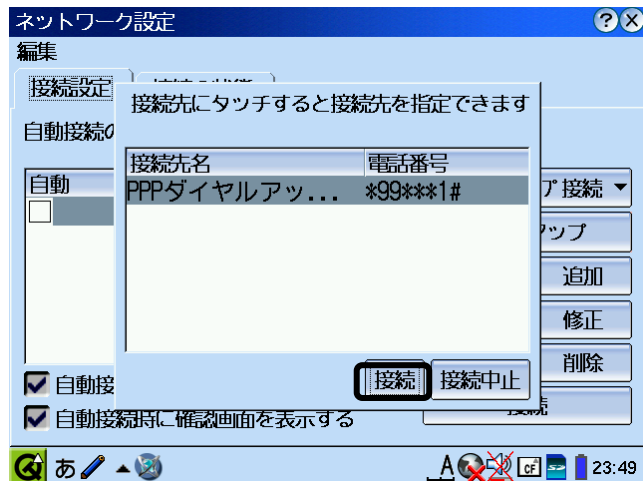 ネットワーク設定
編集
接続設定
接続先にタッチすると接続先を指定できます
自動接続の
接続先名 電話番号
自動
PPPダイヤルアッ... *99***1#
プ接続
アップ
追加
修正
削除
接続 接続中止
自動接
自動接続時に確認画面を表示する
接続
あ A CF 23:49